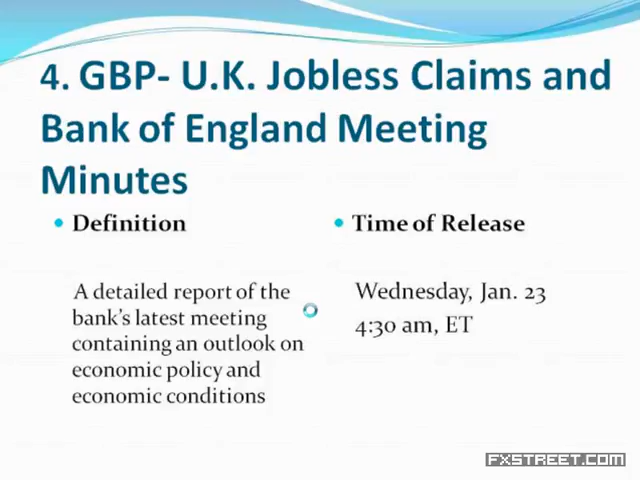 4. GBP- U.K. Jobless Claims and
Bank of England Meeting
Minutes
• Definition
A detailed report of the
bank's latest meeting
containing an outlook on
economic policy and
economic conditions
• Time of Release
Wednesday, Jan. 23
4:30 am, ET
FXSTREET.COM